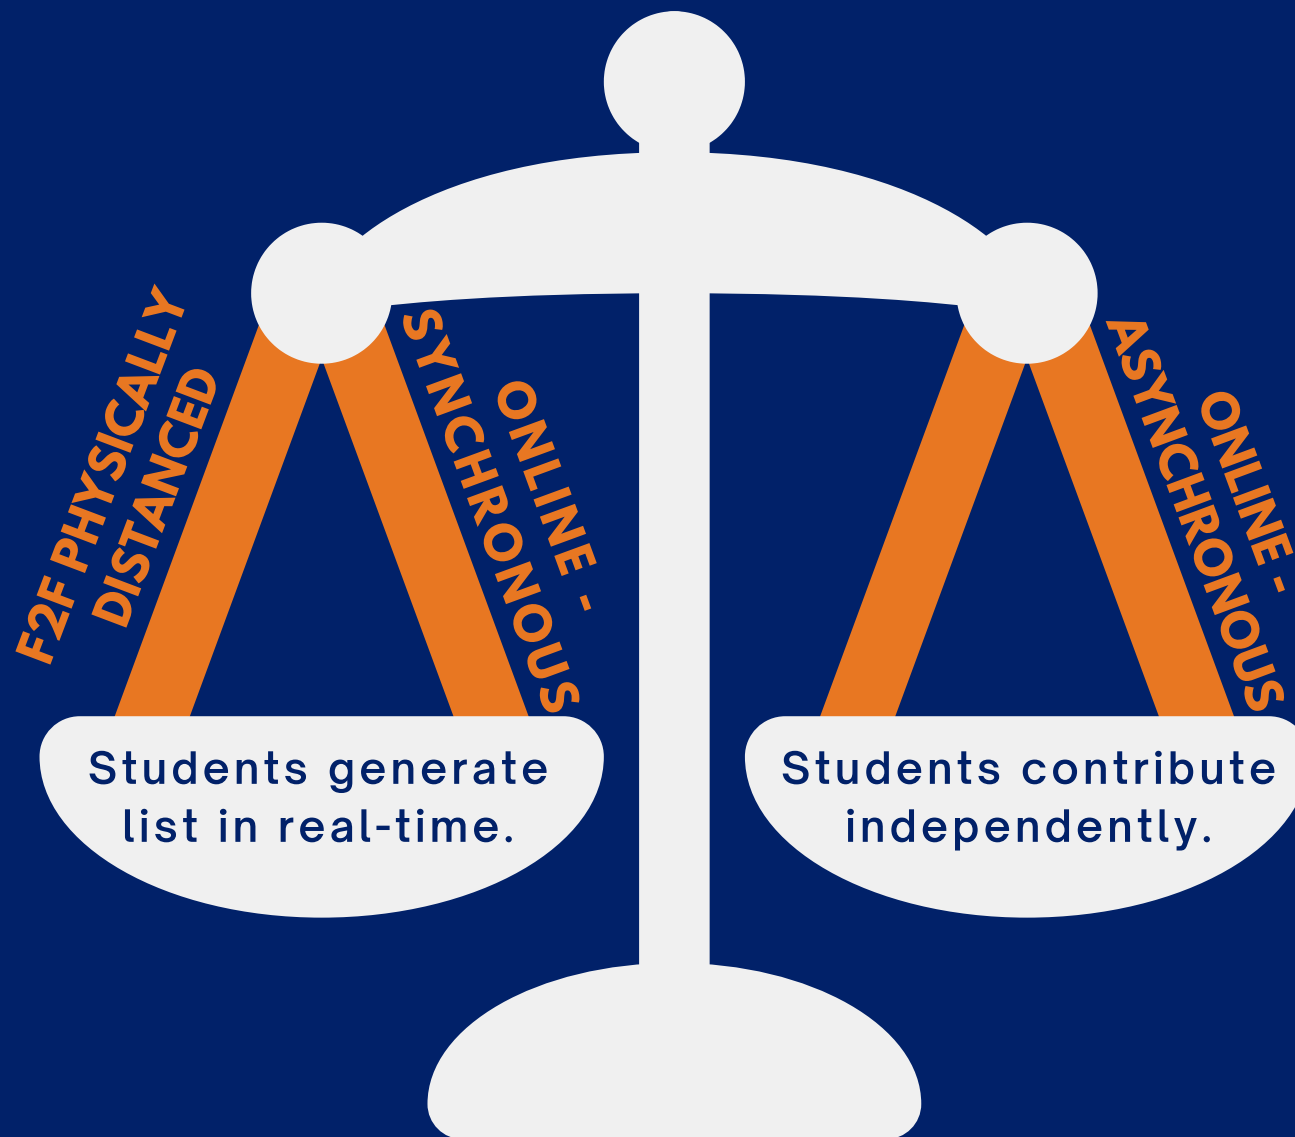 F2F PHYSICALLY
DISTANCED
ONLINE -
SYNCHRONOUS
ONLINE -
ASYNCHRONOUS
Students generate
list in real-time.
Students contribute
independently.